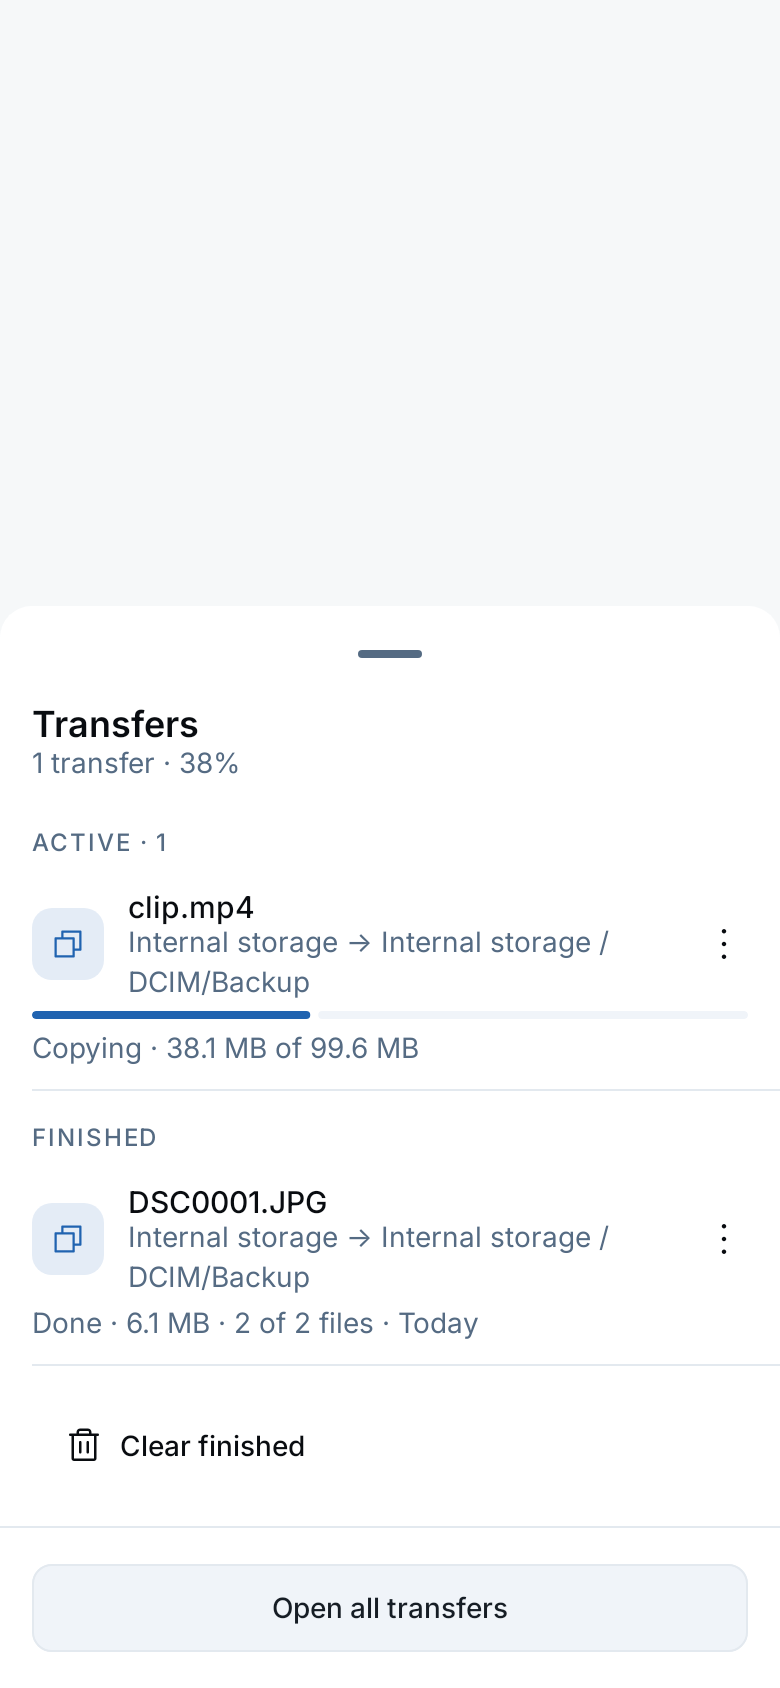 Transfers
1 transfer · 38%
ACTIVE · 1
clip.mp4
Internal storage → Internal storage /
DCIM/Backup
Copying · 38.1 MB of 99.6 MB
FINISHED
DSC0001.JPG
Internal storage → Internal storage /
DCIM/Backup
Done · 6.1 MB · 2 of 2 files · Today
Clear finished
Open all transfers